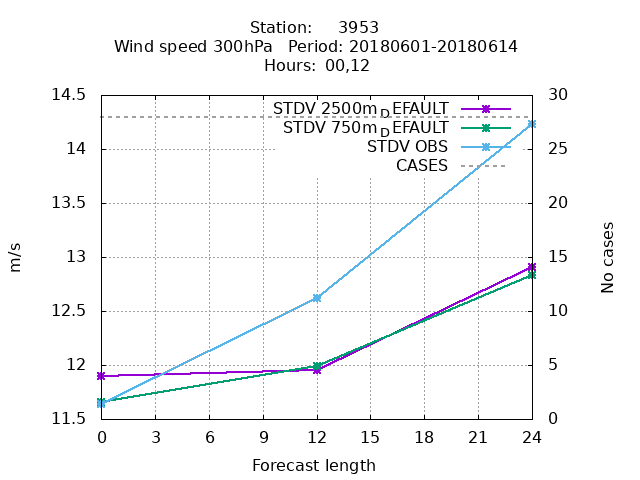 Station: 3953
Wind speed 300hPa Period: 20180601-20180614
Hours: 00,12
STDV 2500m_DEFAULT
STDV 750m_DEFAULT
STDV OBS
CASES
14.5
14
13.5
13
12.5
12
11.5
m/s
30
25
20
15
10
5
0
No cases
0 3 6 9 12 15 18 21 24
Forecast length